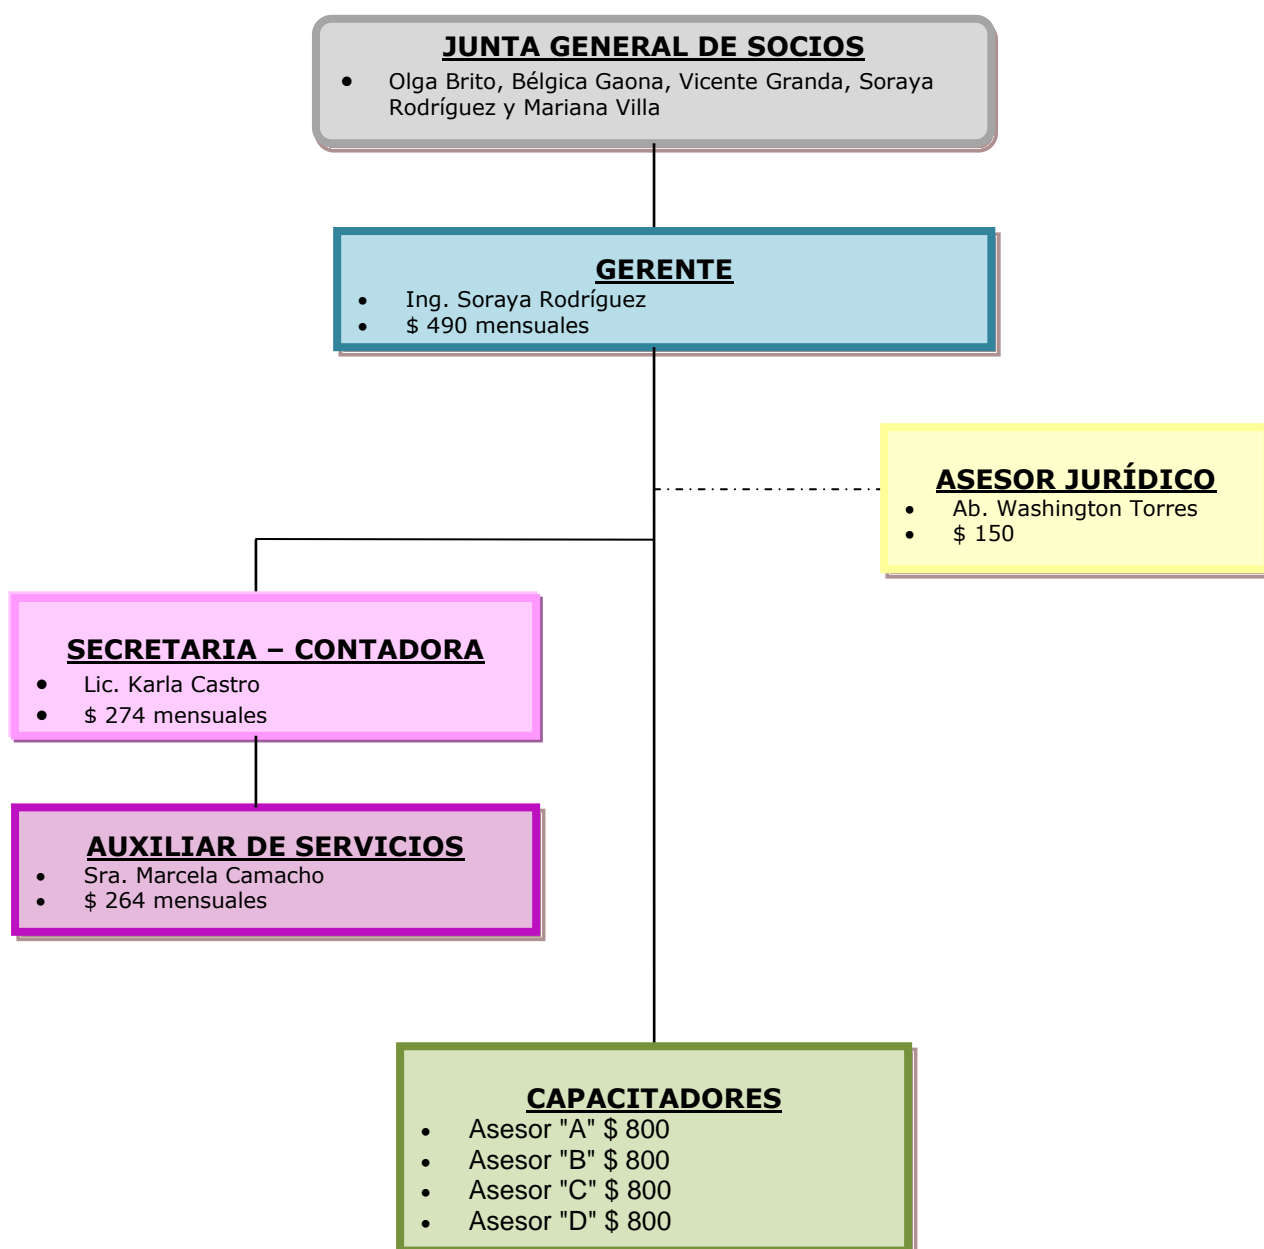 JUNTA GENERAL DE SOCIOS
• Olga Brito, Bélgica Gaona, Vicente Granda, Soraya
Rodríguez y Mariana Villa
GERENTE
• Ing. Soraya Rodríguez
• $ 490 mensuales
ASESOR JURÍDICO
• Ab. Washington Torres
• $ 150
SECRETARIA – CONTADORA
• Lic. Karla Castro
• $ 274 mensuales
AUXILIAR DE SERVICIOS
• Sra. Marcela Camacho
• $ 264 mensuales
CAPACITADORES
• Asesor "A" $ 800
• Asesor "B" $ 800
• Asesor "C" $ 800
• Asesor "D" $ 800